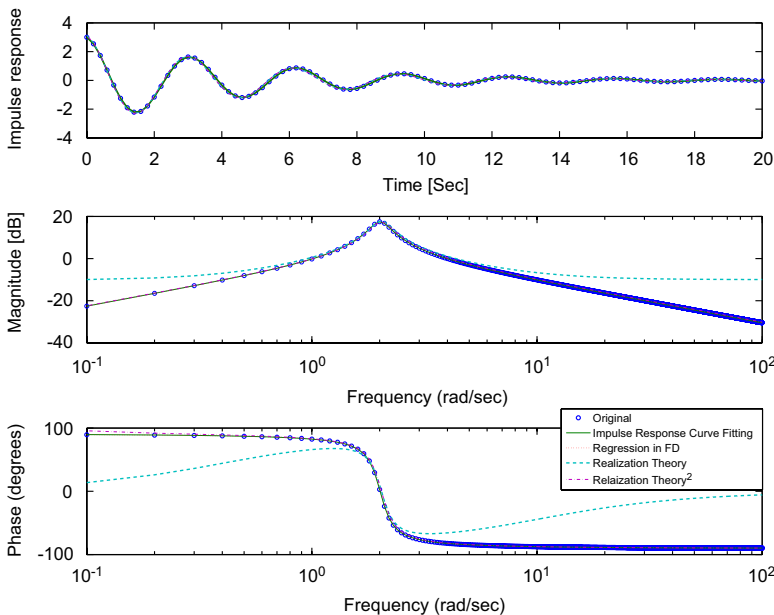 Impulse response
4
2
0
-2
-4
0 2 4 6 8 10 12 14 16 18 20
Time [Sec]
Magnitude [dB]
20
0
-20
-40
10^-1 10^0 10^1 10^2
Frequency (rad/sec)
Phase (degrees)
100
0
-100
10^-1 10^0 10^1 10^2
Frequency (rad/sec)
Original
Impulse Response Curve Fitting
Regression in FD
Realization Theory
Relaization Theory^2